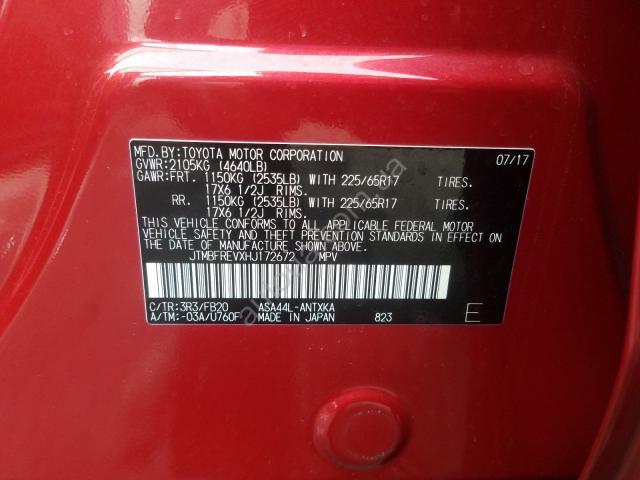 MFD.BY:TOYOTA MOTOR CORPORATION 07/17
GVWR:2105KG (4640LB)
GAWR:FRT. 1150KG (2535LB) WITH 225/65R17 TIRES.
17X6 1/2J RIMS.
RR. 1150KG (2535LB) WITH 225/65R17 TIRES.
17X6 1/2J RIMS.
THIS VEHICLE CONFORMS TO ALL APPLICABLE FEDERAL MOTOR
VEHICLE SAFETY AND THEFT PREVENTION STANDARDS IN EFFECT
ON THE DATE OF MANUFACTURE SHOWN ABOVE.
JTMBFREVXHJ172672 MPV
C/TR:3R3/FB20 ASA44L-ANTXKA
A/TM:-03A/U760F MADE IN JAPAN 823 E